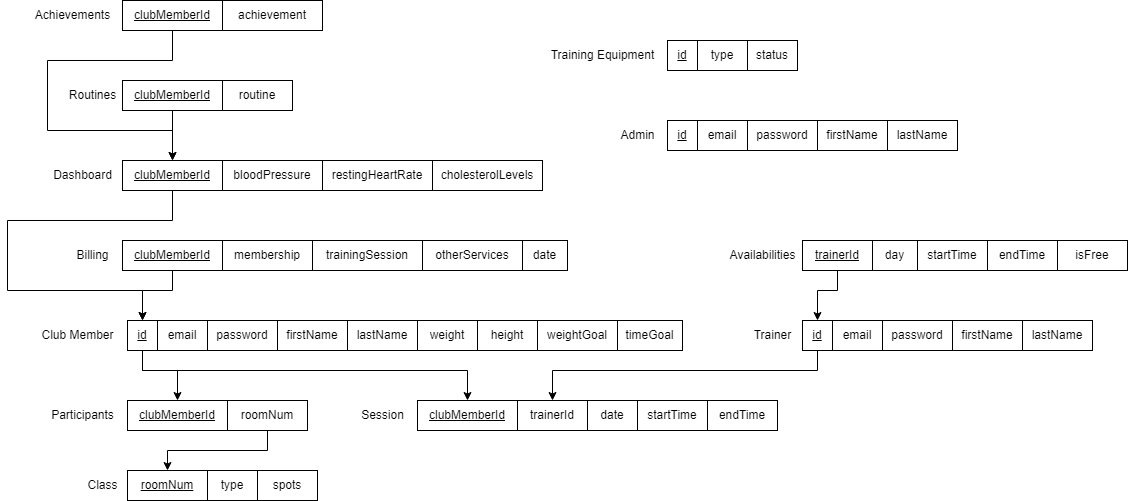 Achievements clubMemberId achievement
Training Equipment id type status
Routines clubMemberId routine
Admin id email password firstName lastName
Dashboard clubMemberId bloodPressure restingHeartRate cholesterolLevels
Billing clubMemberId membership trainingSession otherServices date
Availabilities trainerId day startTime endTime isFree
Club Member id email password firstName lastName weight height weightGoal timeGoal
Trainer id email password firstName lastName
Participants clubMemberId roomNum
Session clubMemberId trainerId date startTime endTime
Class roomNum type spots